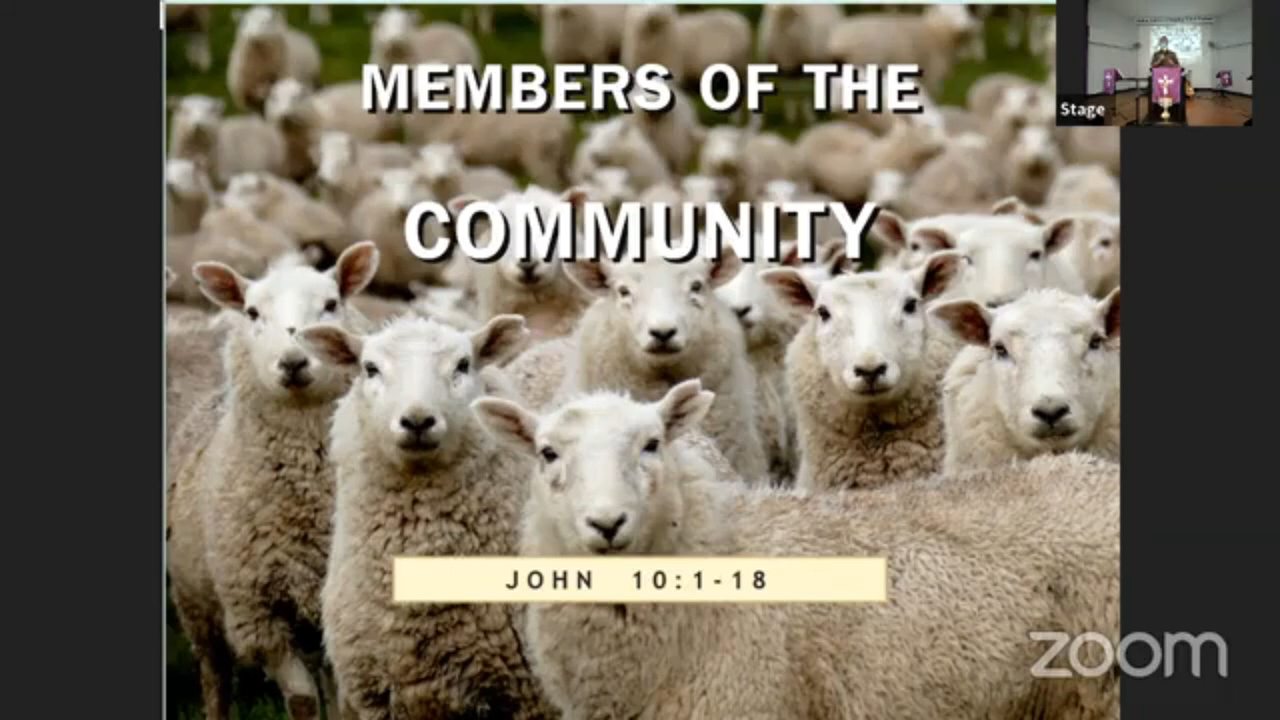 MEMBERS OF THE
COMMUNITY
Stage
JOHN 10:1-18
zoom